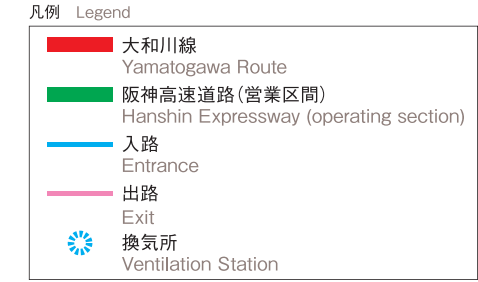 凡例 Legend
大和川線
Yamatogawa Route
阪神高速道路(営業区間)
Hanshin Expressway (operating section)
入路
Entrance
出路
Exit
換気所
Ventilation Station